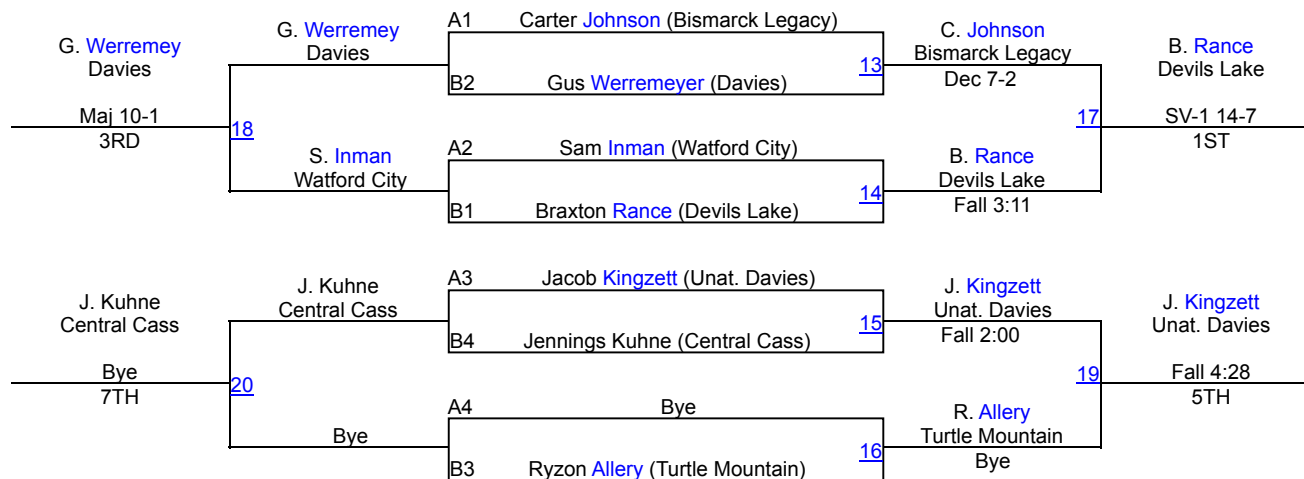 A1 Carter Johnson (Bismarck Legacy)
G. Werremey
Davies
G. Werremey
Davies
C. Johnson
Bismarck Legacy
Dec 7-2
B. Rance
Devils Lake
13
B2 Gus Werremeyer (Davies)
Maj 10-1
3RD
18
17
SV-1 14-7
1ST
A2 Sam Inman (Watford City)
S. Inman
Watford City
B. Rance
Devils Lake
Fall 3:11
14
B1 Braxton Rance (Devils Lake)
A3 Jacob Kingzett (Unat. Davies)
J. Kuhne
Central Cass
J. Kuhne
Central Cass
J. Kingzett
Unat. Davies
Fall 2:00
J. Kingzett
Unat. Davies
15
B4 Jennings Kuhne (Central Cass)
Bye
7TH
20
19
Fall 4:28
5TH
A4 Bye
Bye
R. Allery
Turtle Mountain
Bye
16
B3 Ryzon Allery (Turtle Mountain)